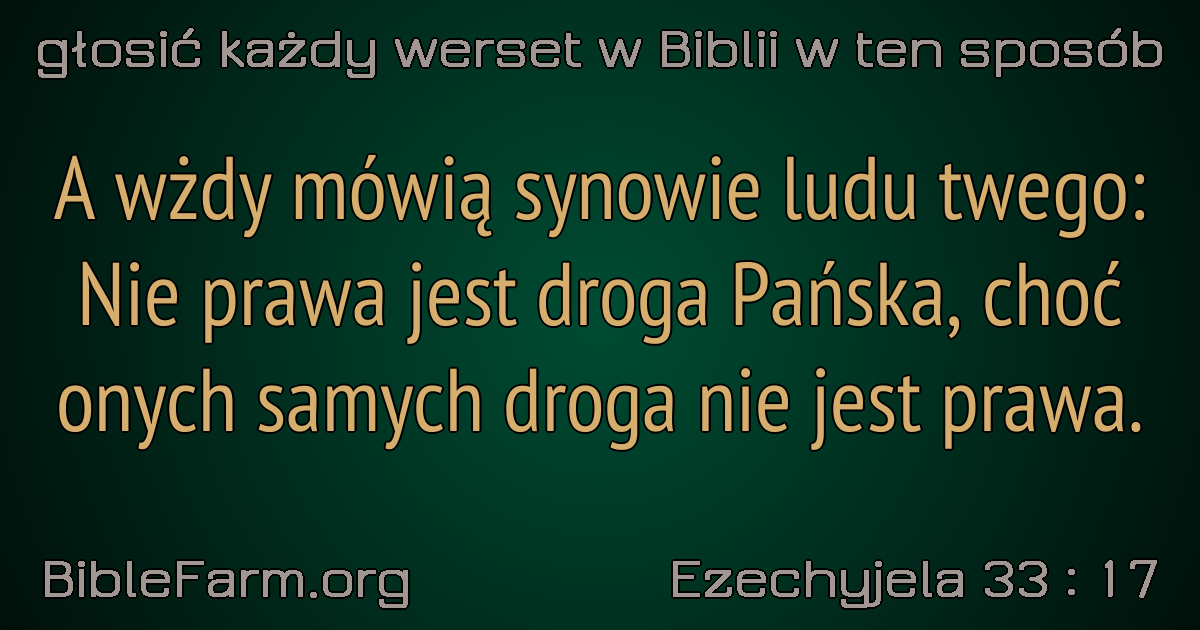 głosić każdy werset w Biblii w ten sposób
A wżdy mówią synowie ludu twego:
Nie prawa jest droga Pańska, choć
onych samych droga nie jest prawa.
BibleFarm.org
Ezechyjela 33 : 17